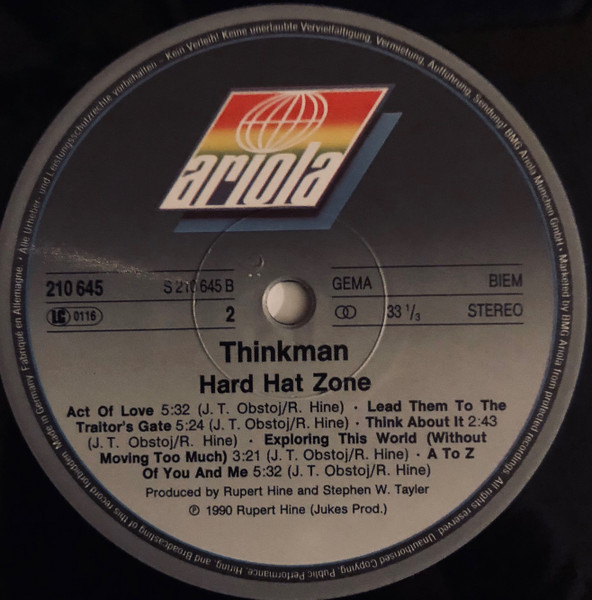 Alle Urheber- und Leistungsschutzrechte vorbehalten – Kein Verleih! Keine unerlaubte Vervielfältigung, Vermietung, Aufführung, Sendung! BMG Ariola München GmbH · Marketed by BMG Ariola
ariola
210 645
S 210 645 B
LC 0116
2
GEMA
BIEM
33 1/3
STEREO
Thinkman
Hard Hat Zone
Act Of Love 5:32 (J. T. Obstoj/R. Hine) · Lead Them To The
Traitor's Gate 5:24 (J. T. Obstoj/R. Hine) · Think About It 2:43
(J. T. Obstoj/R. Hine) · Exploring This World (Without
Moving Too Much) 3:21 (J. T. Obstoj/R. Hine) · A To Z
Of You And Me 5:32 (J. T. Obstoj/R. Hine)
Produced by Rupert Hine and Stephen W. Tayler
℗ 1990 Rupert Hine (Jukes Prod.)
from protected recordings. All rights reserved. Unauthorised Copying, Public Performance, Hiring, and Broadcasting of this record forbidden. Made in Germany. Fabriqué en Allemagne.